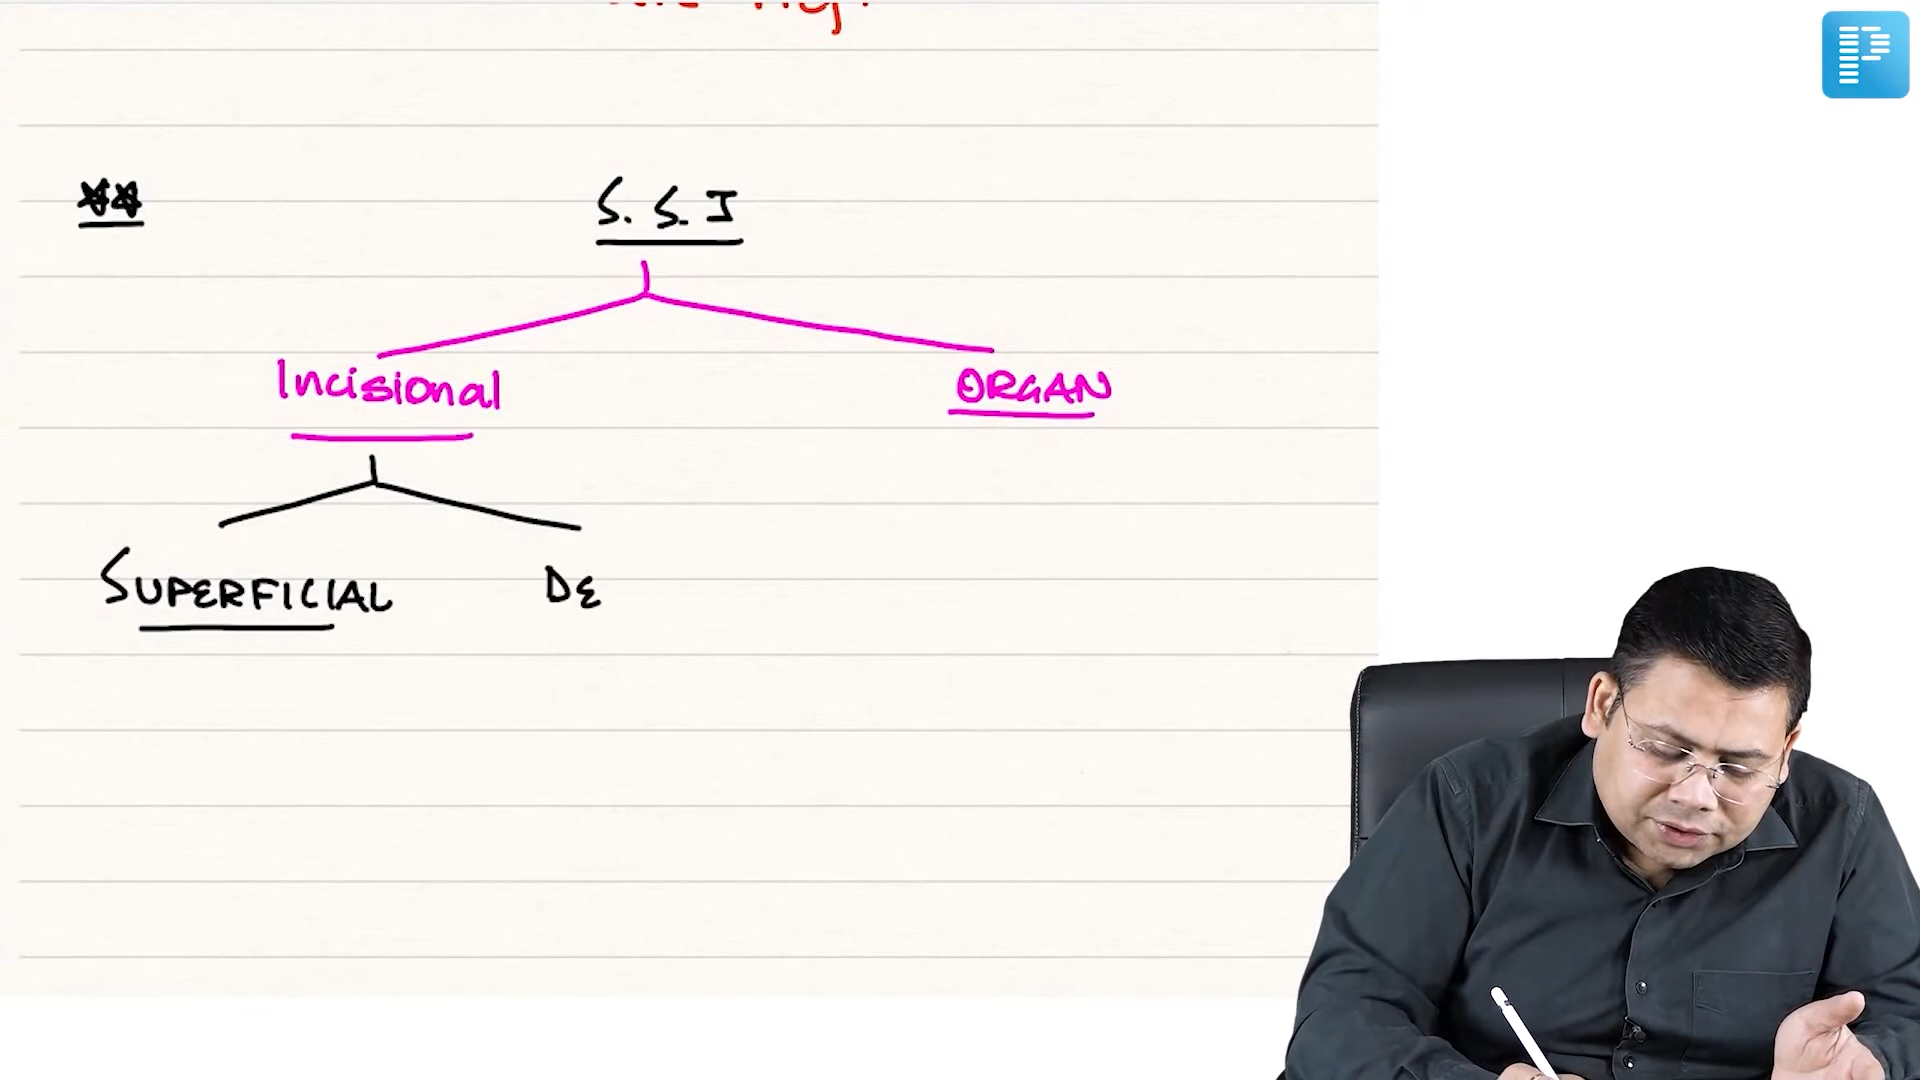 S. S. I
Incisional
ORGAN
SUPERFICIAL
DE